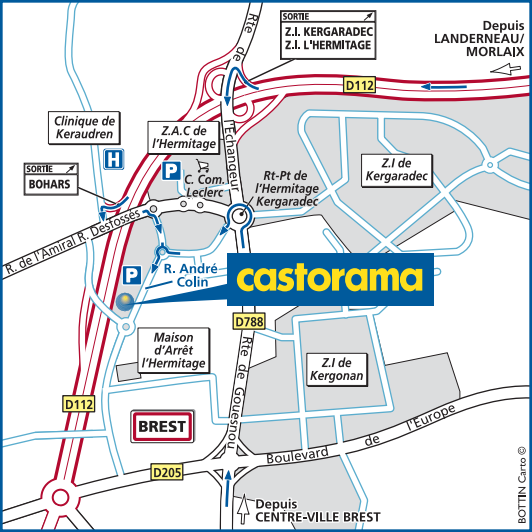 SORTIE
Z.I. KERGARADEC
Z.I. L'HERMITAGE
Rte de
Depuis
LANDERNEAU/
MORLAIX
D112
Clinique de
Keraudren
H
Z.A.C de
l'Hermitage
P
C. Com.
Leclerc
l'Echangeur
Rt-Pt de
l'Hermitage
Kergaradec
Z.I de
Kergaradec
SORTIE
BOHARS
R. de l'Amiral R. Desfossés
P
R. André
Colin
castorama
D788
Maison
d'Arrêt
l'Hermitage
Rte de Gouesnou
Z.I de
Kergonan
D112
BREST
Boulevard de l'Europe
D205
Depuis
CENTRE-VILLE BREST
BOTTIN Carto ©